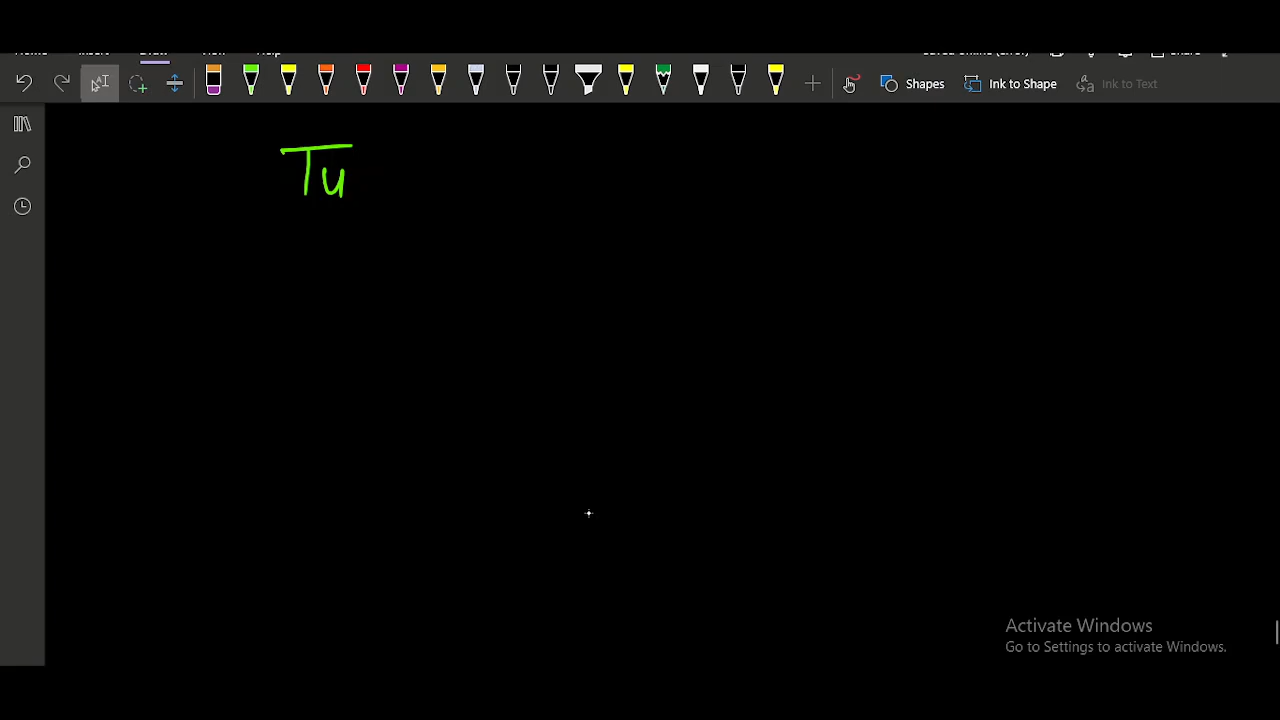 Shapes
Ink to Shape
Ink to Text
Tu
Activate Windows
Go to Settings to activate Windows.